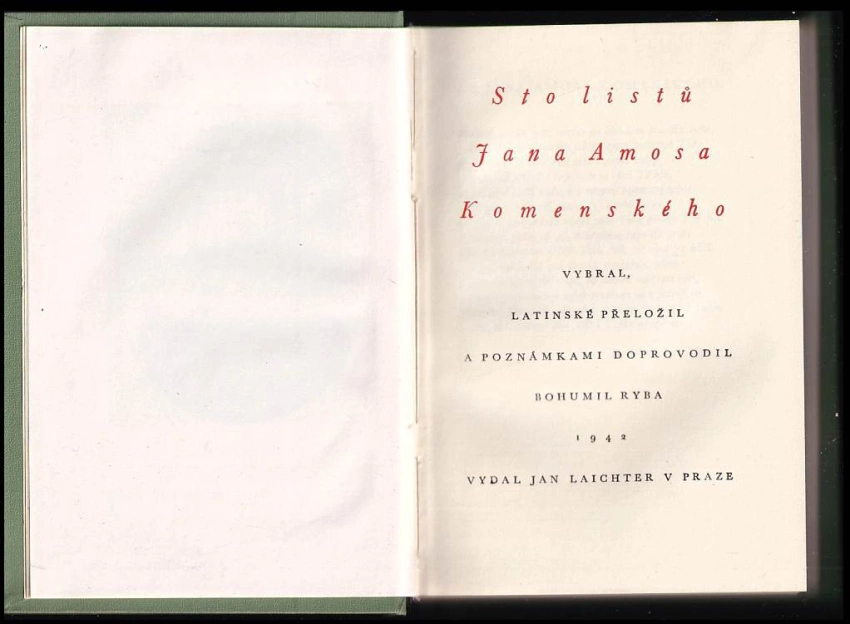 Sto listů
Jana Amosa
Komenského
VYBRAL,
LATINSKÉ PŘELOŽIL
A POZNÁMKAMI DOPROVODIL
BOHUMIL RYBA
1942
VYDAL JAN LAICHTER V PRAZE